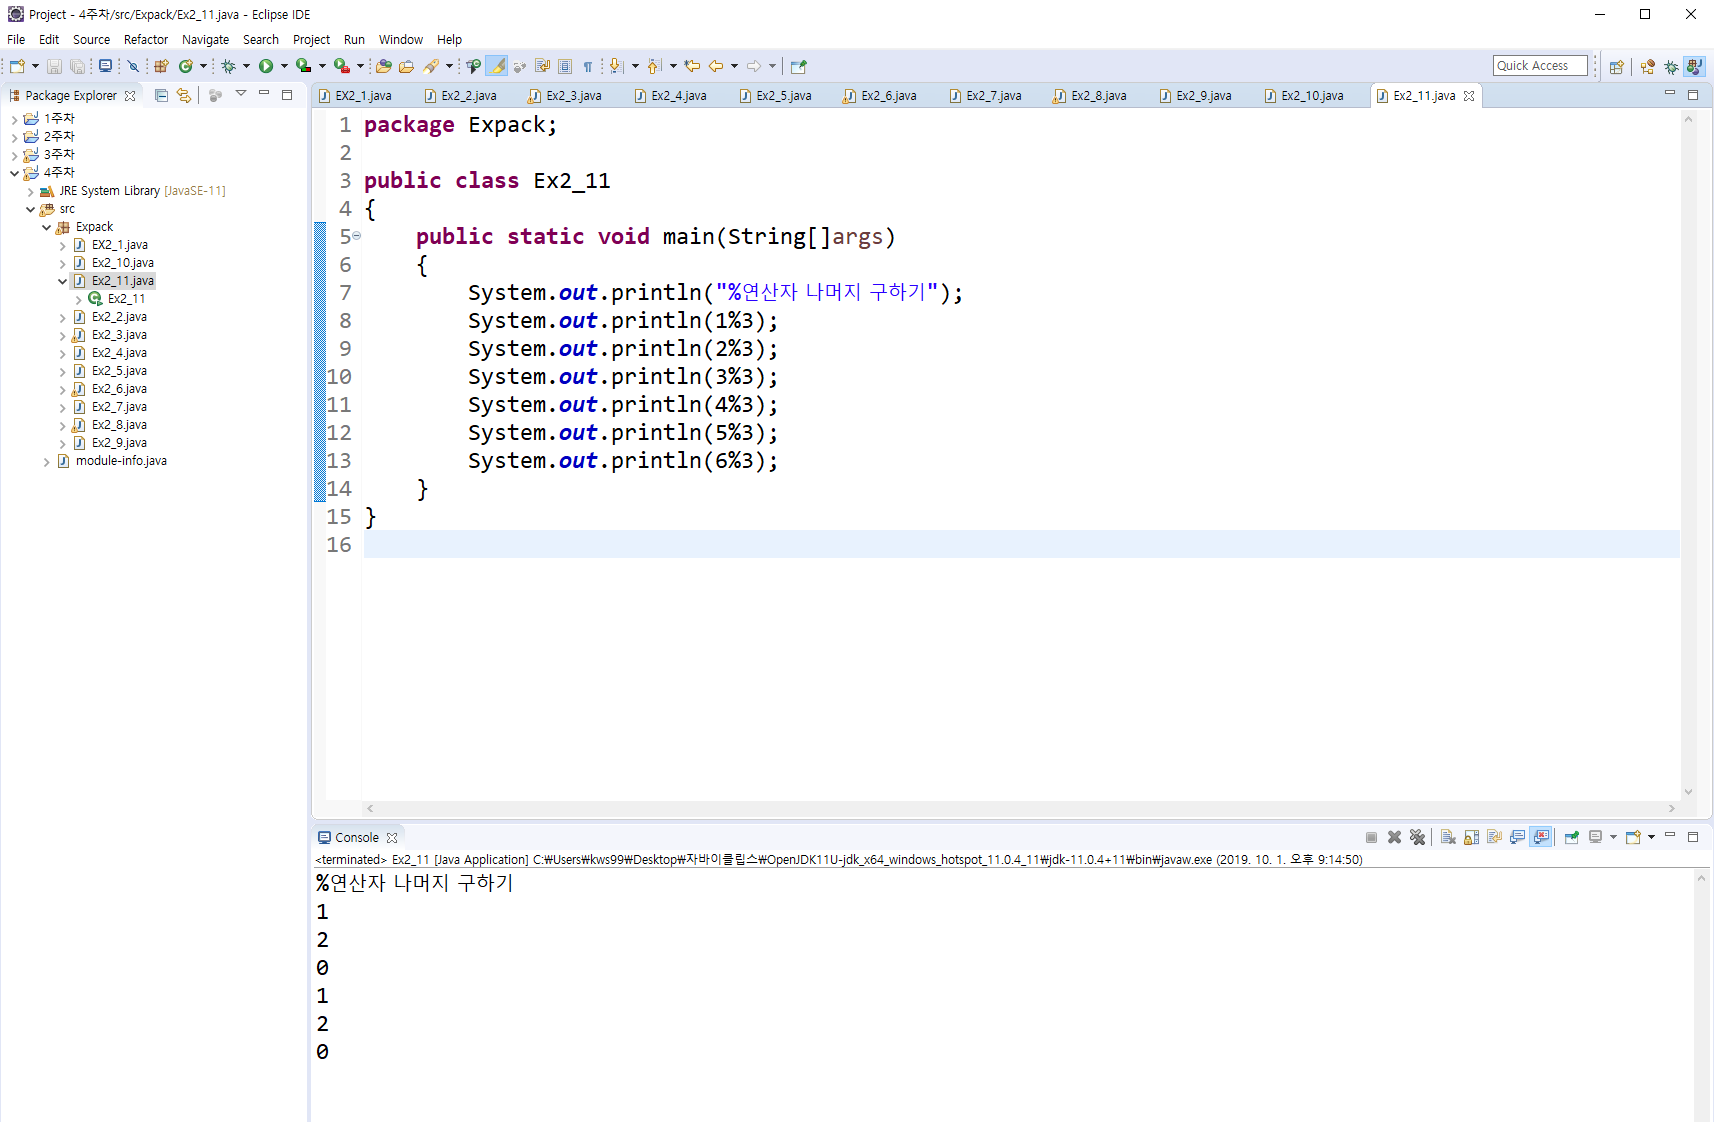 Project - 4주차/src/Expack/Ex2_11.java - Eclipse IDE
File Edit Source Refactor Navigate Search Project Run Window Help
Quick Access
Package Explorer
1주차
2주차
3주차
4주차
JRE System Library [JavaSE-11]
src
Expack
EX2_1.java
Ex2_10.java
Ex2_11.java
Ex2_11
Ex2_2.java
Ex2_3.java
Ex2_4.java
Ex2_5.java
Ex2_6.java
Ex2_7.java
Ex2_8.java
Ex2_9.java
module-info.java
EX2_1.java Ex2_2.java Ex2_3.java Ex2_4.java Ex2_5.java Ex2_6.java Ex2_7.java Ex2_8.java Ex2_9.java Ex2_10.java Ex2_11.java
1 package Expack;
2
3 public class Ex2_11
4 {
5 public static void main(String[]args)
6 {
7 System.out.println("%연산자 나머지 구하기");
8 System.out.println(1%3);
9 System.out.println(2%3);
10 System.out.println(3%3);
11 System.out.println(4%3);
12 System.out.println(5%3);
13 System.out.println(6%3);
14 }
15 }
16
Console
<terminated> Ex2_11 [Java Application] C:₩Users₩kws99₩Desktop₩자바이클립스₩OpenJDK11U-jdk_x64_windows_hotspot_11.0.4_11₩jdk-11.0.4+11₩bin₩javaw.exe (2019. 10. 1. 오후 9:14:50)
%연산자 나머지 구하기
1
2
0
1
2
0